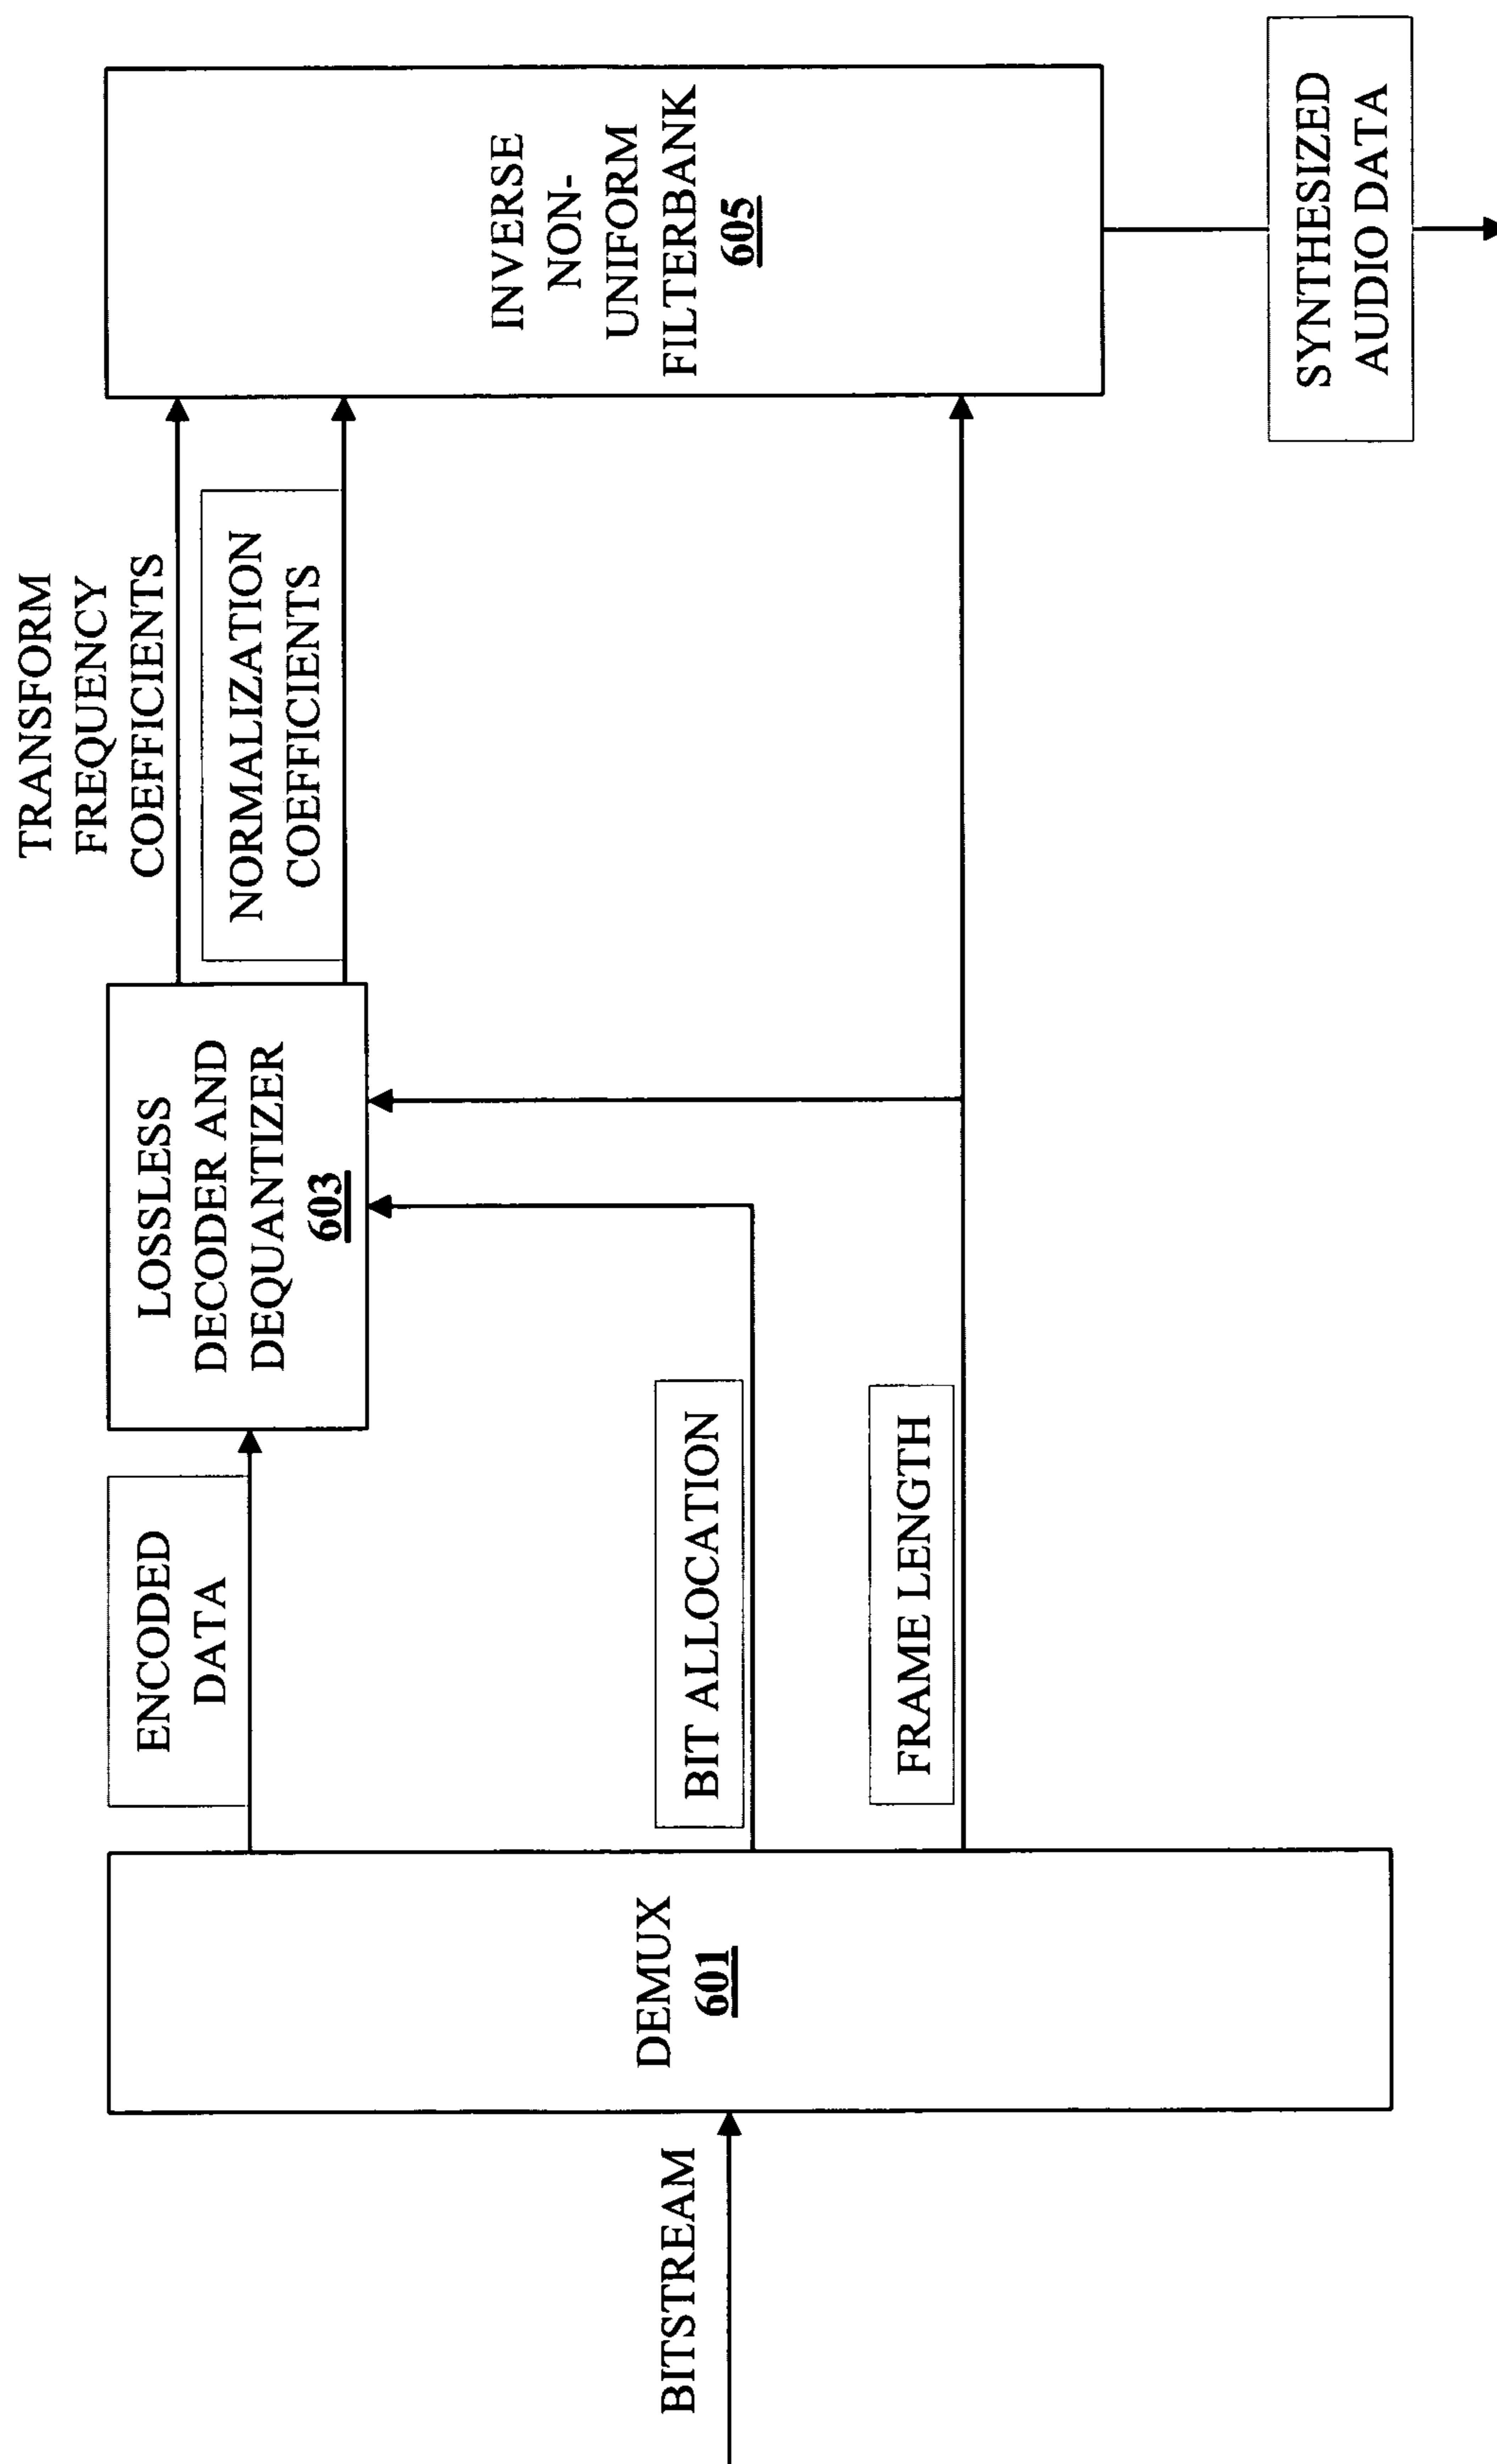 BITSTREAM
DEMUX
601
ENCODED
DATA
BIT ALLOCATION
FRAME LENGTH
LOSSLESS
DECODER AND
DEQUANTIZER
603
TRANSFORM
FREQUENCY
COEFFICIENTS
NORMALIZATION
COEFFICIENTS
INVERSE
NON-
UNIFORM
FILTERBANK
605
SYNTHESIZED
AUDIO DATA